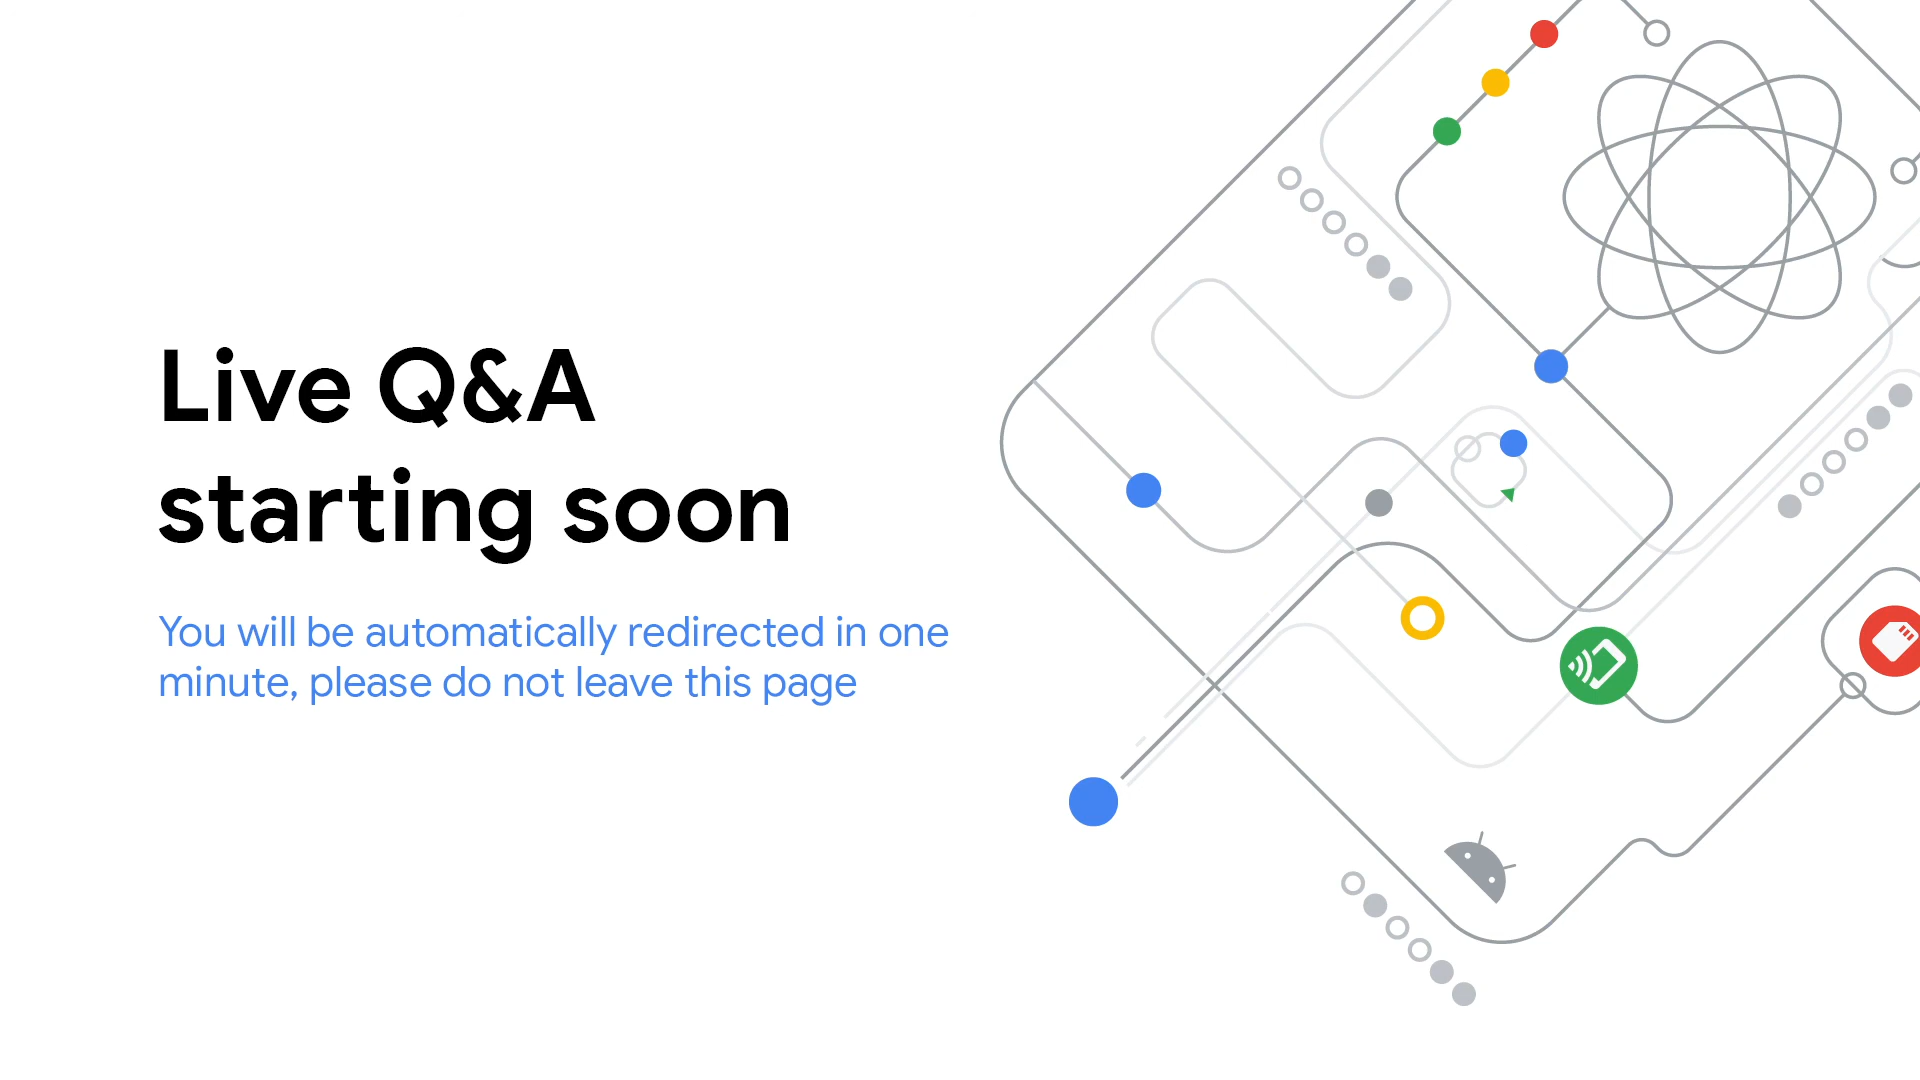 Live Q&A
starting soon
You will be automatically redirected in one
minute, please do not leave this page